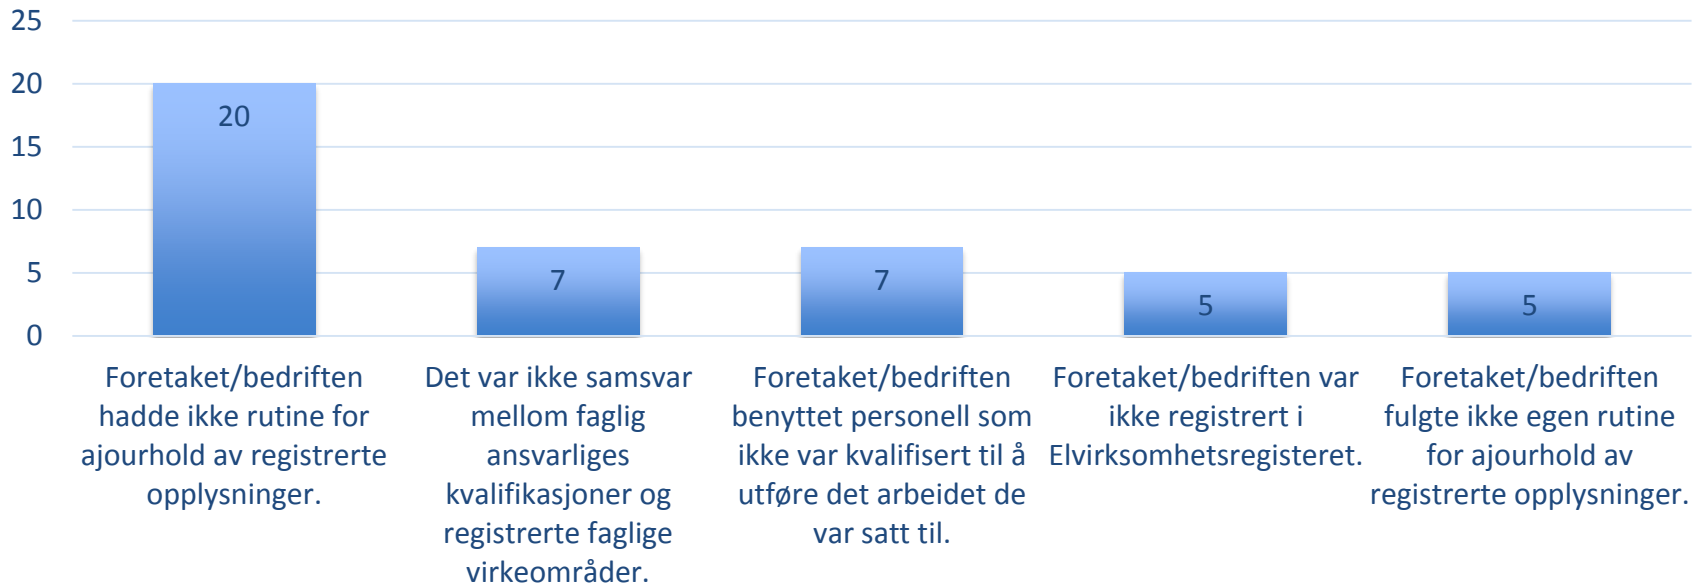 25
20
15
10
5
0
20
7
7
5
5
Foretaket/bedriften
hadde ikke rutine for
ajourhold av registrerte
opplysninger.
Det var ikke samsvar
mellom faglig
ansvarliges
kvalifikasjoner og
registrerte faglige
virkeområder.
Foretaket/bedriften
benyttet personell som
ikke var kvalifisert til å
utføre det arbeidet de
var satt til.
Foretaket/bedriften var
ikke registrert i
Elvirksomhetsregisteret.
Foretaket/bedriften
fulgte ikke egen rutine
for ajourhold av
registrerte opplysninger.